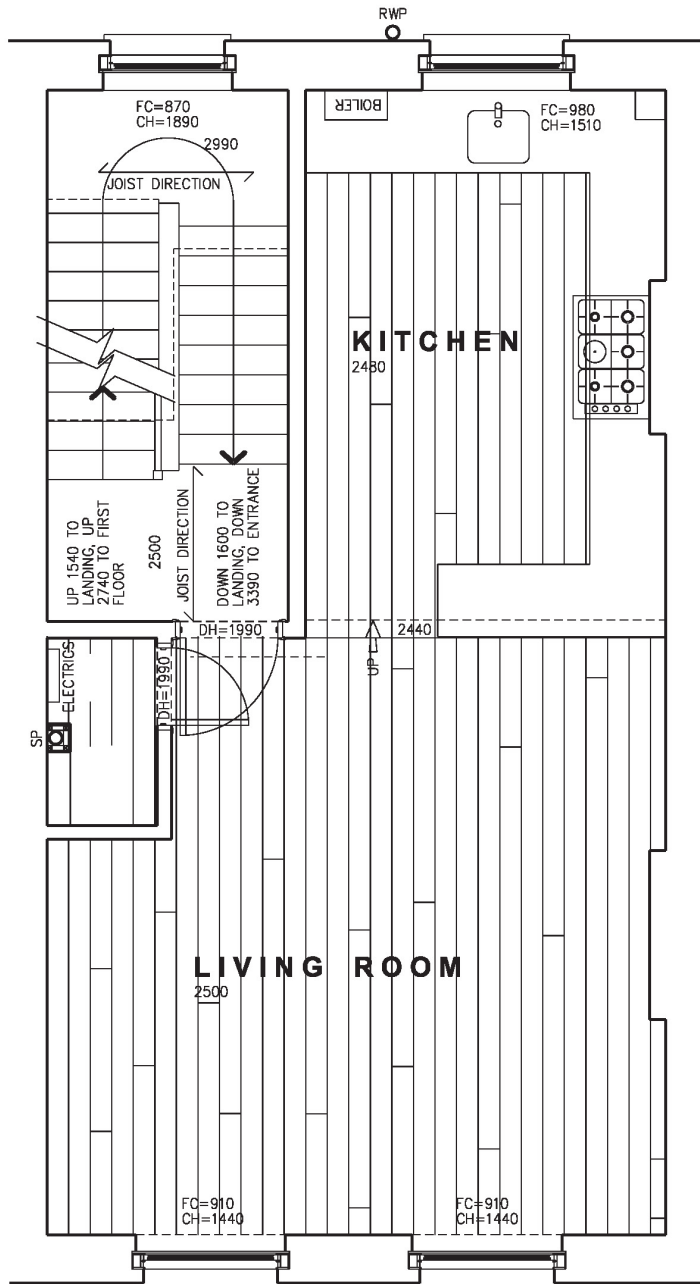 RWP
FC=870
CH=1890
2990
JOIST DIRECTION
BOILER
FC=980
CH=1510
KITCHEN
2480
UP 1540 TO
LANDING, UP
2740 TO FIRST
FLOOR
2500
JOIST DIRECTION
DOWN 1600 TO
LANDING, DOWN
3390 TO ENTRANCE
DH=1990
2440
UP
ELECTRICS
DH=1990
SP
LIVING ROOM
2500
FC=910
CH=1440
FC=910
CH=1440